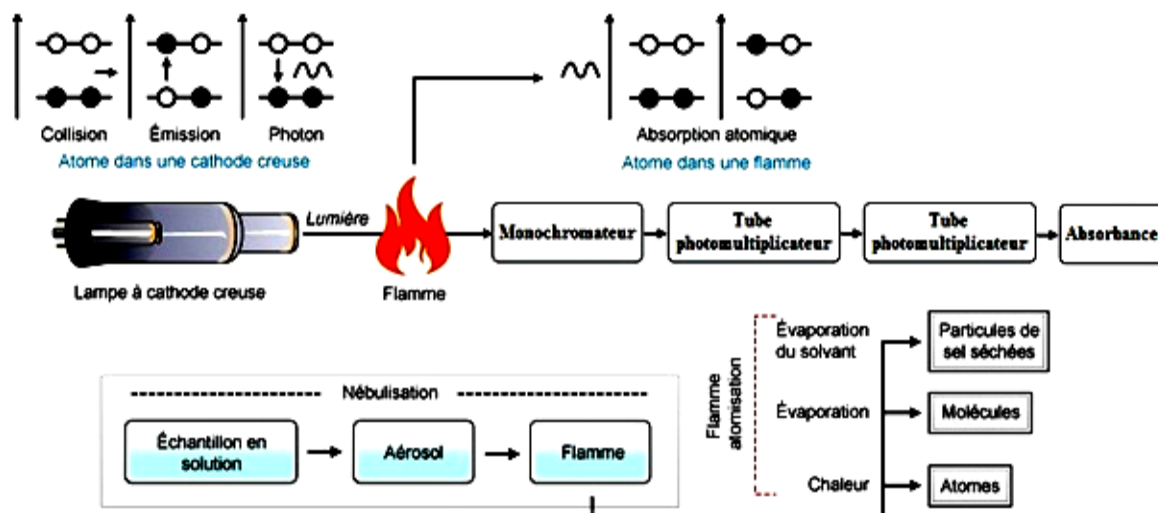 Collision
Émission
Photon
Atome dans une cathode creuse
Absorption atomique
Atome dans une flamme
Lumière
Lampe à cathode creuse
Flamme
Monochromateur
Tube
photomultiplicateur
Tube
photomultiplicateur
Absorbance
Nébulisation
Échantillon en
solution
Aérosol
Flamme
Flamme
atomisation
Évaporation
du solvant
Particules de
sel séchées
Évaporation
Molécules
Chaleur
Atomes